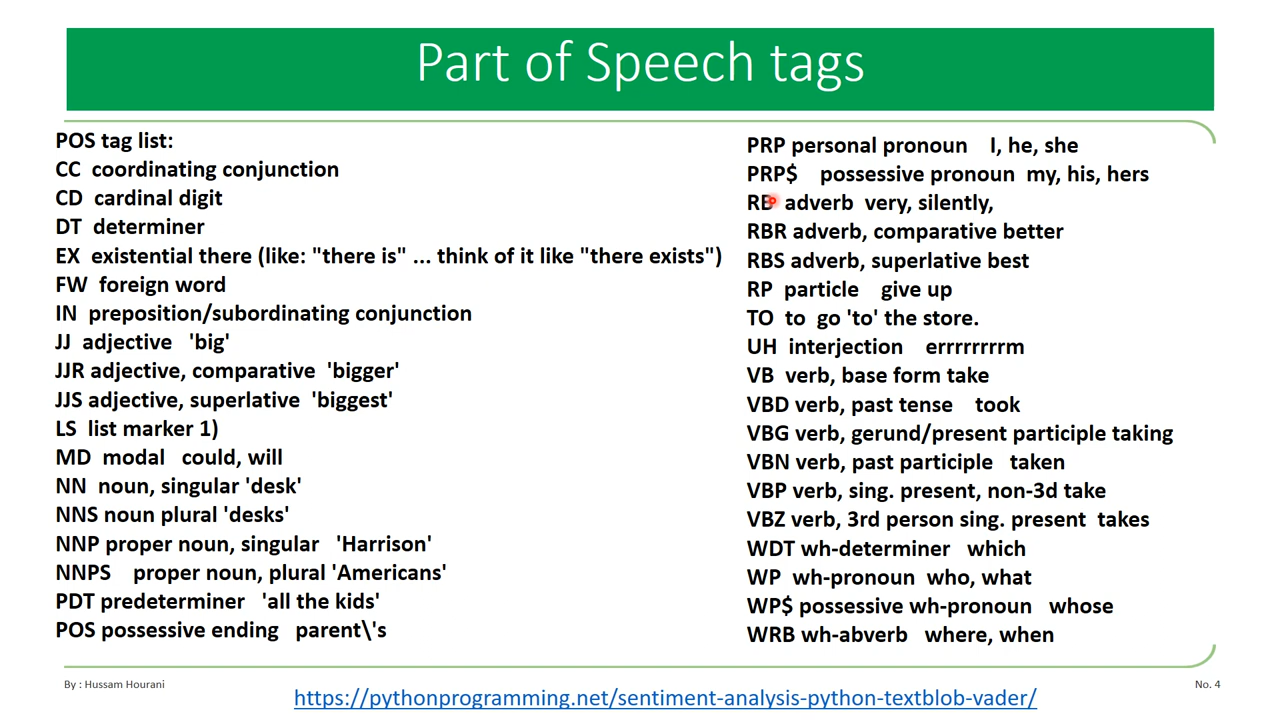 Part of Speech tags
POS tag list:
CC coordinating conjunction
CD cardinal digit
DT determiner
EX existential there (like: "there is" ... think of it like "there exists")
FW foreign word
IN preposition/subordinating conjunction
JJ adjective 'big'
JJR adjective, comparative 'bigger'
JJS adjective, superlative 'biggest'
LS list marker 1)
MD modal could, will
NN noun, singular 'desk'
NNS noun plural 'desks'
NNP proper noun, singular 'Harrison'
NNPS proper noun, plural 'Americans'
PDT predeterminer 'all the kids'
POS possessive ending parent\'s
PRP personal pronoun I, he, she
PRP$ possessive pronoun my, his, hers
RB adverb very, silently,
RBR adverb, comparative better
RBS adverb, superlative best
RP particle give up
TO to go 'to' the store.
UH interjection errrrrrrrm
VB verb, base form take
VBD verb, past tense took
VBG verb, gerund/present participle taking
VBN verb, past participle taken
VBP verb, sing. present, non-3d take
VBZ verb, 3rd person sing. present takes
WDT wh-determiner which
WP wh-pronoun who, what
WP$ possessive wh-pronoun whose
WRB wh-abverb where, when
By : Hussam Hourani
https://pythonprogramming.net/sentiment-analysis-python-textblob-vader/
No. 4